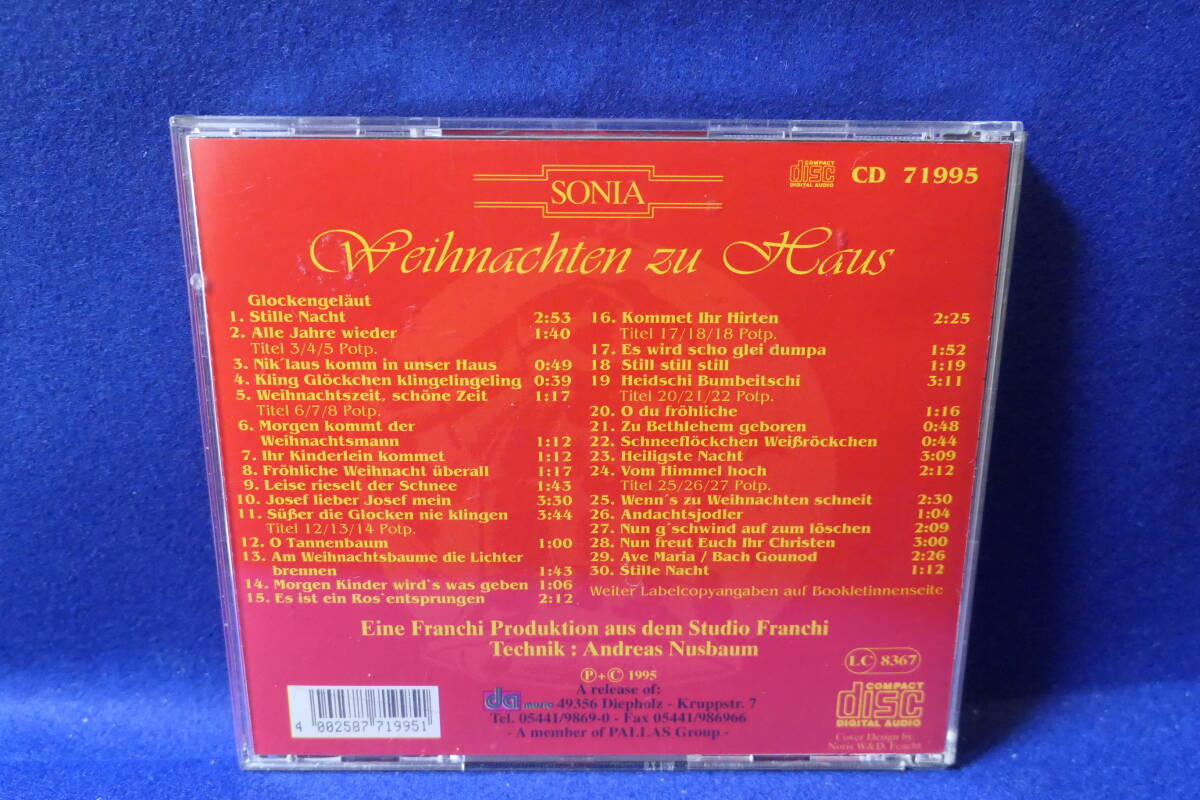 SONIA
COMPACT
disc
DIGITAL AUDIO
CD 71995
Weihnachten zu Haus
Glockengeläut
1. Stille Nacht 2:53
2. Alle Jahre wieder 1:40
Titel 3/4/5 Potp.
3. Nik´laus komm in unser Haus 0:49
4. Kling Glöckchen klingelingeling 0:39
5. Weihnachtszeit, schöne Zeit 1:17
Titel 6/7/8 Potp.
6. Morgen kommt der
Weihnachtsmann 1:12
7. Ihr Kinderlein kommet 1:12
8. Fröhliche Weihnacht überall 1:17
9. Leise rieselt der Schnee 1:43
10. Josef lieber Josef mein 3:30
11. Süßer die Glocken nie klingen 3:44
Titel 12/13/14 Potp.
12. O Tannenbaum 1:00
13. Am Weihnachtsbaume die Lichter
brennen 1:43
14. Morgen Kinder wird´s was geben 1:06
15. Es ist ein Ros´entsprungen 2:12
16. Kommet Ihr Hirten 2:25
Titel 17/18/18 Potp.
17. Es wird scho glei dumpa 1:52
18 Still still still 1:19
19 Heidschi Bumbeitschi 3:11
Titel 20/21/22 Potp.
20. O du fröhliche 1:16
21. Zu Bethlehem geboren 0:48
22. Schneeflöckchen Weißröckchen 0:44
23. Heiligste Nacht 3:09
24. Vom Himmel hoch 2:12
Titel 25/26/27 Potp.
25. Wenn´s zu Weihnachten schneit 2:30
26. Andachtsjodler 1:04
27. Nun g´schwind auf zum löschen 2:09
28. Nun freut Euch Ihr Christen 3:00
29. Ave Maria / Bach Gounod 2:26
30. Stille Nacht 1:12
Weiter Labelcopyangaben auf Bookletinnenseite
Eine Franchi Produktion aus dem Studio Franchi
Technik : Andreas Nusbaum
Ⓟ+© 1995
A release of:
da music 49356 Diepholz - Kruppstr. 7
Tel. 05441/9869-0 - Fax 05441/986966
- A member of PALLAS Group -
4 002587 719951
LC 8367
COMPACT
disc
DIGITAL AUDIO
Cover Design by:
Noris W.&D. Feucht